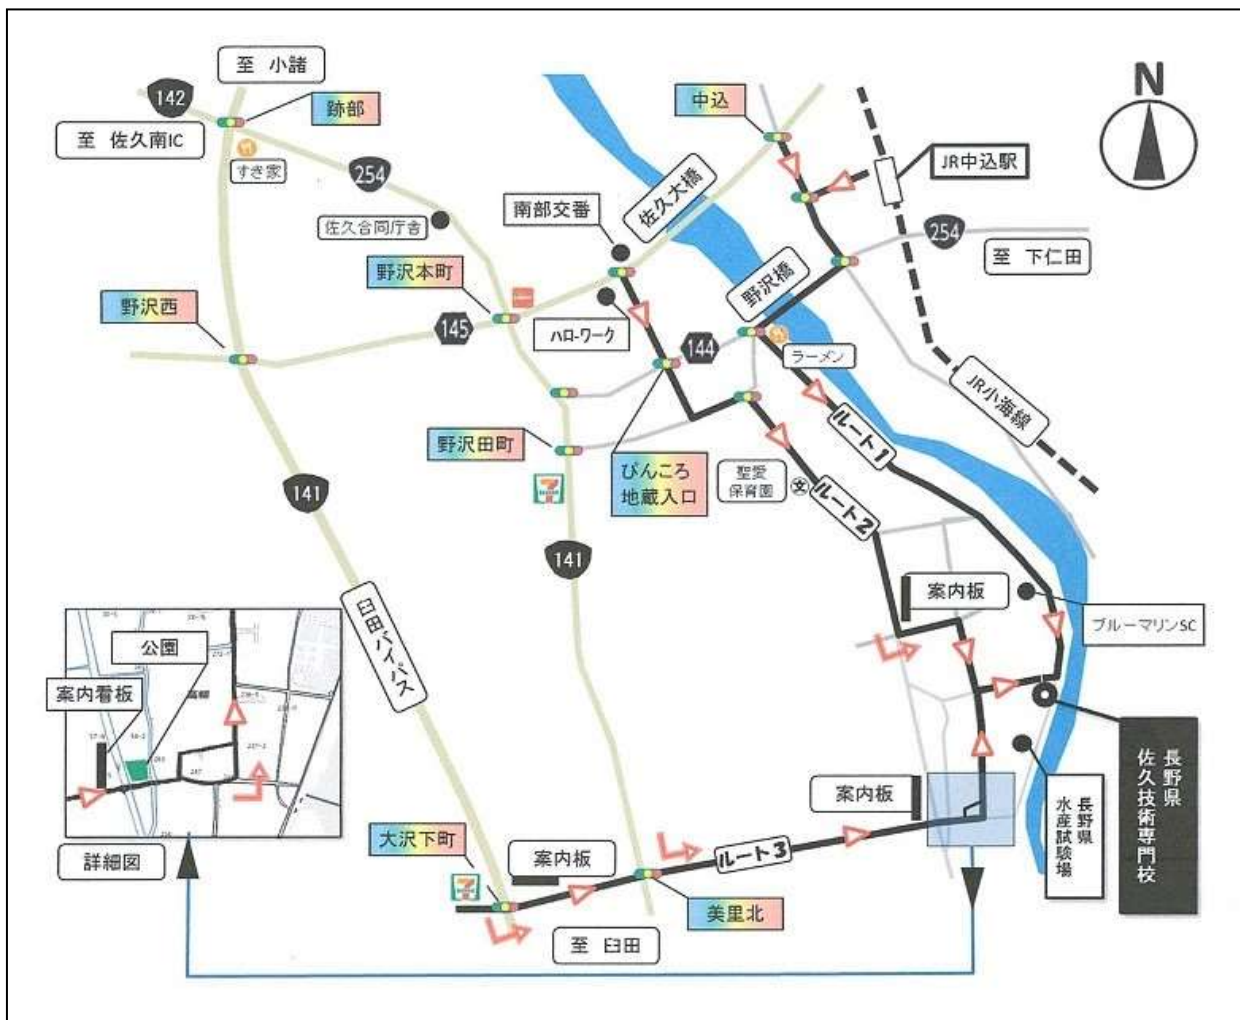 至 小諸
142
跡部
至 佐久南IC
すき家
254
佐久合同庁舎
野沢本町
野沢西
145
中込
N
JR中込駅
佐久大橋
南部交番
254
至 下仁田
野沢橋
ハローワーク
144
ラーメン
JR小海線
野沢田町
ぴんころ
地蔵入口
聖愛
保育園
文
ルート1
ルート2
7
141
141
臼田バイパス
案内板
ブルーマリンSC
公園
案内看板
詳細図
大沢下町
7
案内板
ルート3
案内板
美里北
至 臼田
長野県
水産試験場
長野県
佐久技術専門校